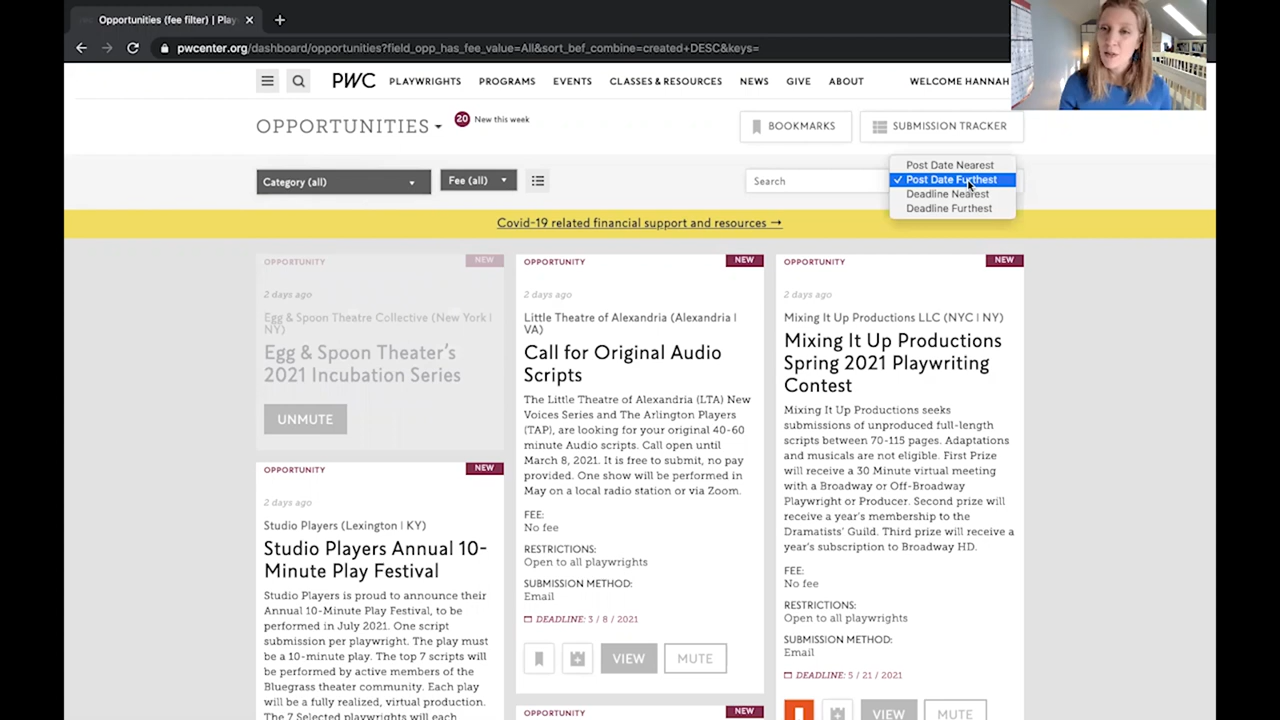 Opportunities (fee filter) | Play
pwcenter.org/dashboard/opportunities?field_opp_has_fee_value=All&sort_bef_combine=created+DESC&keys=
PWC PLAYWRIGHTS PROGRAMS EVENTS CLASSES & RESOURCES NEWS GIVE ABOUT WELCOME HANNAH
OPPORTUNITIES
20 New this week
BOOKMARKS
SUBMISSION TRACKER
Category (all)
Fee (all)
Search
Post Date Nearest
Post Date Furthest
Deadline Nearest
Deadline Furthest
Covid-19 related financial support and resources →
OPPORTUNITY NEW
2 days ago
Egg & Spoon Theatre Collective (New York |
NY)
Egg & Spoon Theater's
2021 Incubation Series
UNMUTE
OPPORTUNITY NEW
2 days ago
Studio Players (Lexington | KY)
Studio Players Annual 10-
Minute Play Festival
Studio Players is proud to announce their
Annual 10-Minute Play Festival, to be
performed in July 2021. One script
submission per playwright. The play must
be a 10-minute play. The top 7 scripts will
be performed by active members of the
Bluegrass theater community. Each play
will be a fully realized, virtual production.
The 7 Selected playwrights will each
OPPORTUNITY NEW
2 days ago
Little Theatre of Alexandria (Alexandria |
VA)
Call for Original Audio
Scripts
The Little Theatre of Alexandria (LTA) New
Voices Series and The Arlington Players
(TAP), are looking for your original 40-60
minute Audio scripts. Call open until
March 8, 2021. It is free to submit, no pay
provided. One show will be performed in
May on a local radio station or via Zoom.
FEE:
No fee
RESTRICTIONS:
Open to all playwrights
SUBMISSION METHOD:
Email
DEADLINE: 3 / 8 / 2021
VIEW MUTE
OPPORTUNITY NEW
OPPORTUNITY NEW
2 days ago
Mixing It Up Productions LLC (NYC | NY)
Mixing It Up Productions
Spring 2021 Playwriting
Contest
Mixing It Up Productions seeks
submissions of unproduced full-length
scripts between 70-115 pages. Adaptations
and musicals are not eligible. First Prize
will receive a 30 Minute virtual meeting
with a Broadway or Off-Broadway
Playwright or Producer. Second prize will
receive a year's membership to the
Dramatists' Guild. Third prize will receive a
year's subscription to Broadway HD.
FEE:
No fee
RESTRICTIONS:
Open to all playwrights
SUBMISSION METHOD:
Email
DEADLINE: 5 / 21 / 2021
VIEW MUTE